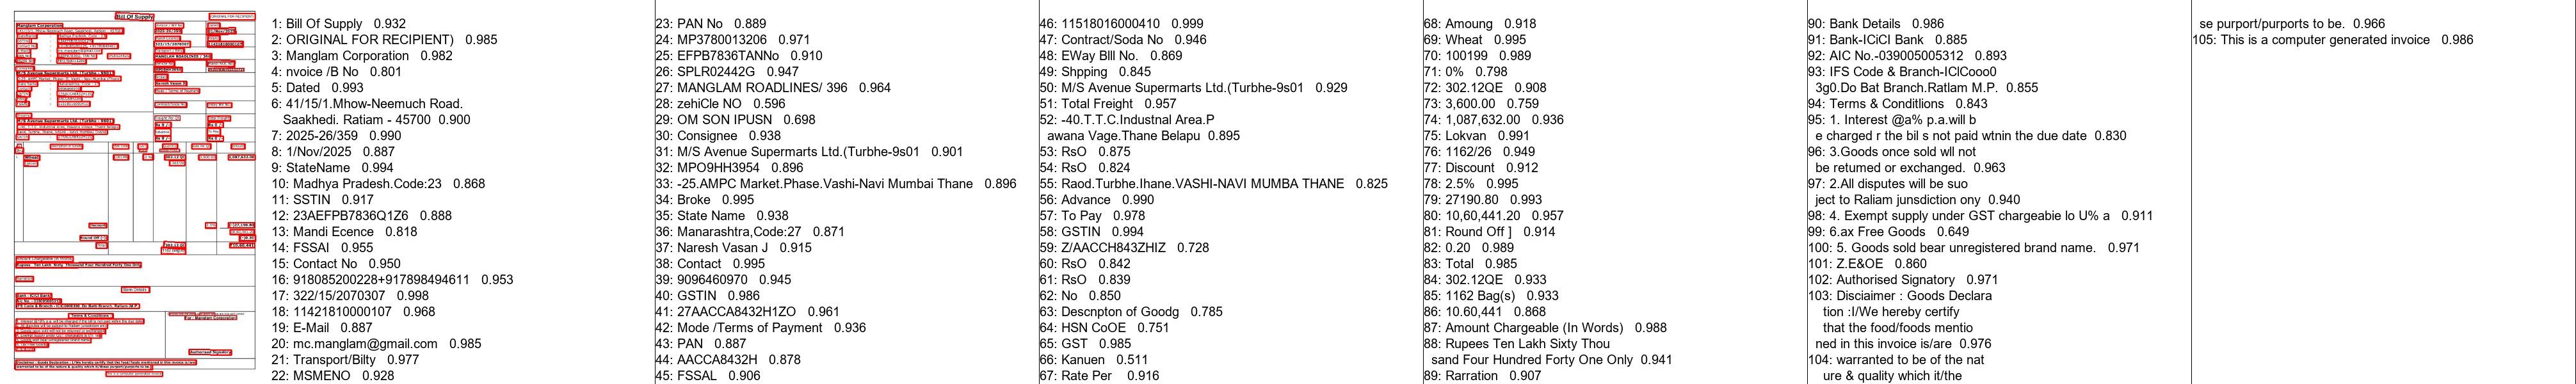 1: Bill Of Supply 0.932
2: ORIGINAL FOR RECIPIENT) 0.985
3: Manglam Corporation 0.982
4: nvoice /B No 0.801
5: Dated 0.993
6: 41/15/1.Mhow-Neemuch Road.
Saakhedi. Ratiam - 45700 0.900
7: 2025-26/359 0.990
8: 1/Nov/2025 0.887
9: StateName 0.994
10: Madhya Pradesh.Code:23 0.868
11: SSTIN 0.917
12: 23AEFPB7836Q1Z6 0.888
13: Mandi Ecence 0.818
14: FSSAI 0.955
15: Contact No 0.950
16: 918085200228+917898494611 0.953
17: 322/15/2070307 0.998
18: 11421810000107 0.968
19: E-Mail 0.887
20: mc.manglam@gmail.com 0.985
21: Transport/Bilty 0.977
22: MSMENO 0.928
23: PAN No 0.889
24: MP3780013206 0.971
25: EFPB7836TANNo 0.910
26: SPLR02442G 0.947
27: MANGLAM ROADLINES/ 396 0.964
28: zehiCle NO 0.596
29: OM SON IPUSN 0.698
30: Consignee 0.938
31: M/S Avenue Supermarts Ltd.(Turbhe-9s01 0.901
32: MPO9HH3954 0.896
33: -25.AMPC Market.Phase.Vashi-Navi Mumbai Thane 0.896
34: Broke 0.995
35: State Name 0.938
36: Manarashtra,Code:27 0.871
37: Naresh Vasan J 0.915
38: Contact 0.995
39: 9096460970 0.945
40: GSTIN 0.986
41: 27AACCA8432H1ZO 0.961
42: Mode /Terms of Payment 0.936
43: PAN 0.887
44: AACCA8432H 0.878
45: FSSAL 0.906
46: 11518016000410 0.999
47: Contract/Soda No 0.946
48: EWay Blll No. 0.869
49: Shpping 0.845
50: M/S Avenue Supermarts Ltd.(Turbhe-9s01 0.929
51: Total Freight 0.957
52: -40.T.T.C.Industnal Area.P
awana Vage.Thane Belapu 0.895
53: RsO 0.875
54: RsO 0.824
55: Raod.Turbhe.Ihane.VASHI-NAVI MUMBA THANE 0.825
56: Advance 0.990
57: To Pay 0.978
58: GSTIN 0.994
59: Z/AACCH843ZHIZ 0.728
60: RsO 0.842
61: RsO 0.839
62: No 0.850
63: Descnpton of Goodg 0.785
64: HSN CoOE 0.751
65: GST 0.985
66: Kanuen 0.511
67: Rate Per 0.916
68: Amoung 0.918
69: Wheat 0.995
70: 100199 0.989
71: 0% 0.798
72: 302.12QE 0.908
73: 3,600.00 0.759
74: 1,087,632.00 0.936
75: Lokvan 0.991
76: 1162/26 0.949
77: Discount 0.912
78: 2.5% 0.995
79: 27190.80 0.993
80: 10,60,441.20 0.957
81: Round Off ] 0.914
82: 0.20 0.989
83: Total 0.985
84: 302.12QE 0.933
85: 1162 Bag(s) 0.933
86: 10.60,441 0.868
87: Amount Chargeable (In Words) 0.988
88: Rupees Ten Lakh Sixty Thou
sand Four Hundred Forty One Only 0.941
89: Rarration 0.907
90: Bank Details 0.986
91: Bank-ICiCI Bank 0.885
92: AIC No.-039005005312 0.893
93: IFS Code & Branch-IClCooo0
3g0.Do Bat Branch.Ratlam M.P. 0.855
94: Terms & Conditlions 0.843
95: 1. Interest @a% p.a.will b
e charged r the bil s not paid wtnin the due date 0.830
96: 3.Goods once sold wll not
be returned or exchanged. 0.963
97: 2.All disputes will be suo
ject to Raliam junsdiction ony 0.940
98: 4. Exempt supply under GST chargeabie lo U% a 0.911
99: 6.ax Free Goods 0.649
100: 5. Goods sold bear unregistered brand name. 0.971
101: Z.E&OE 0.860
102: Authorised Signatory 0.971
103: Disciaimer : Goods Declara
tion :I/We hereby certify
that the food/foods mentio
ned in this invoice is/are 0.976
104: warranted to be of the nat
ure & quality which it/the
se purport/purports to be. 0.966
105: This is a computer generated invoice 0.986